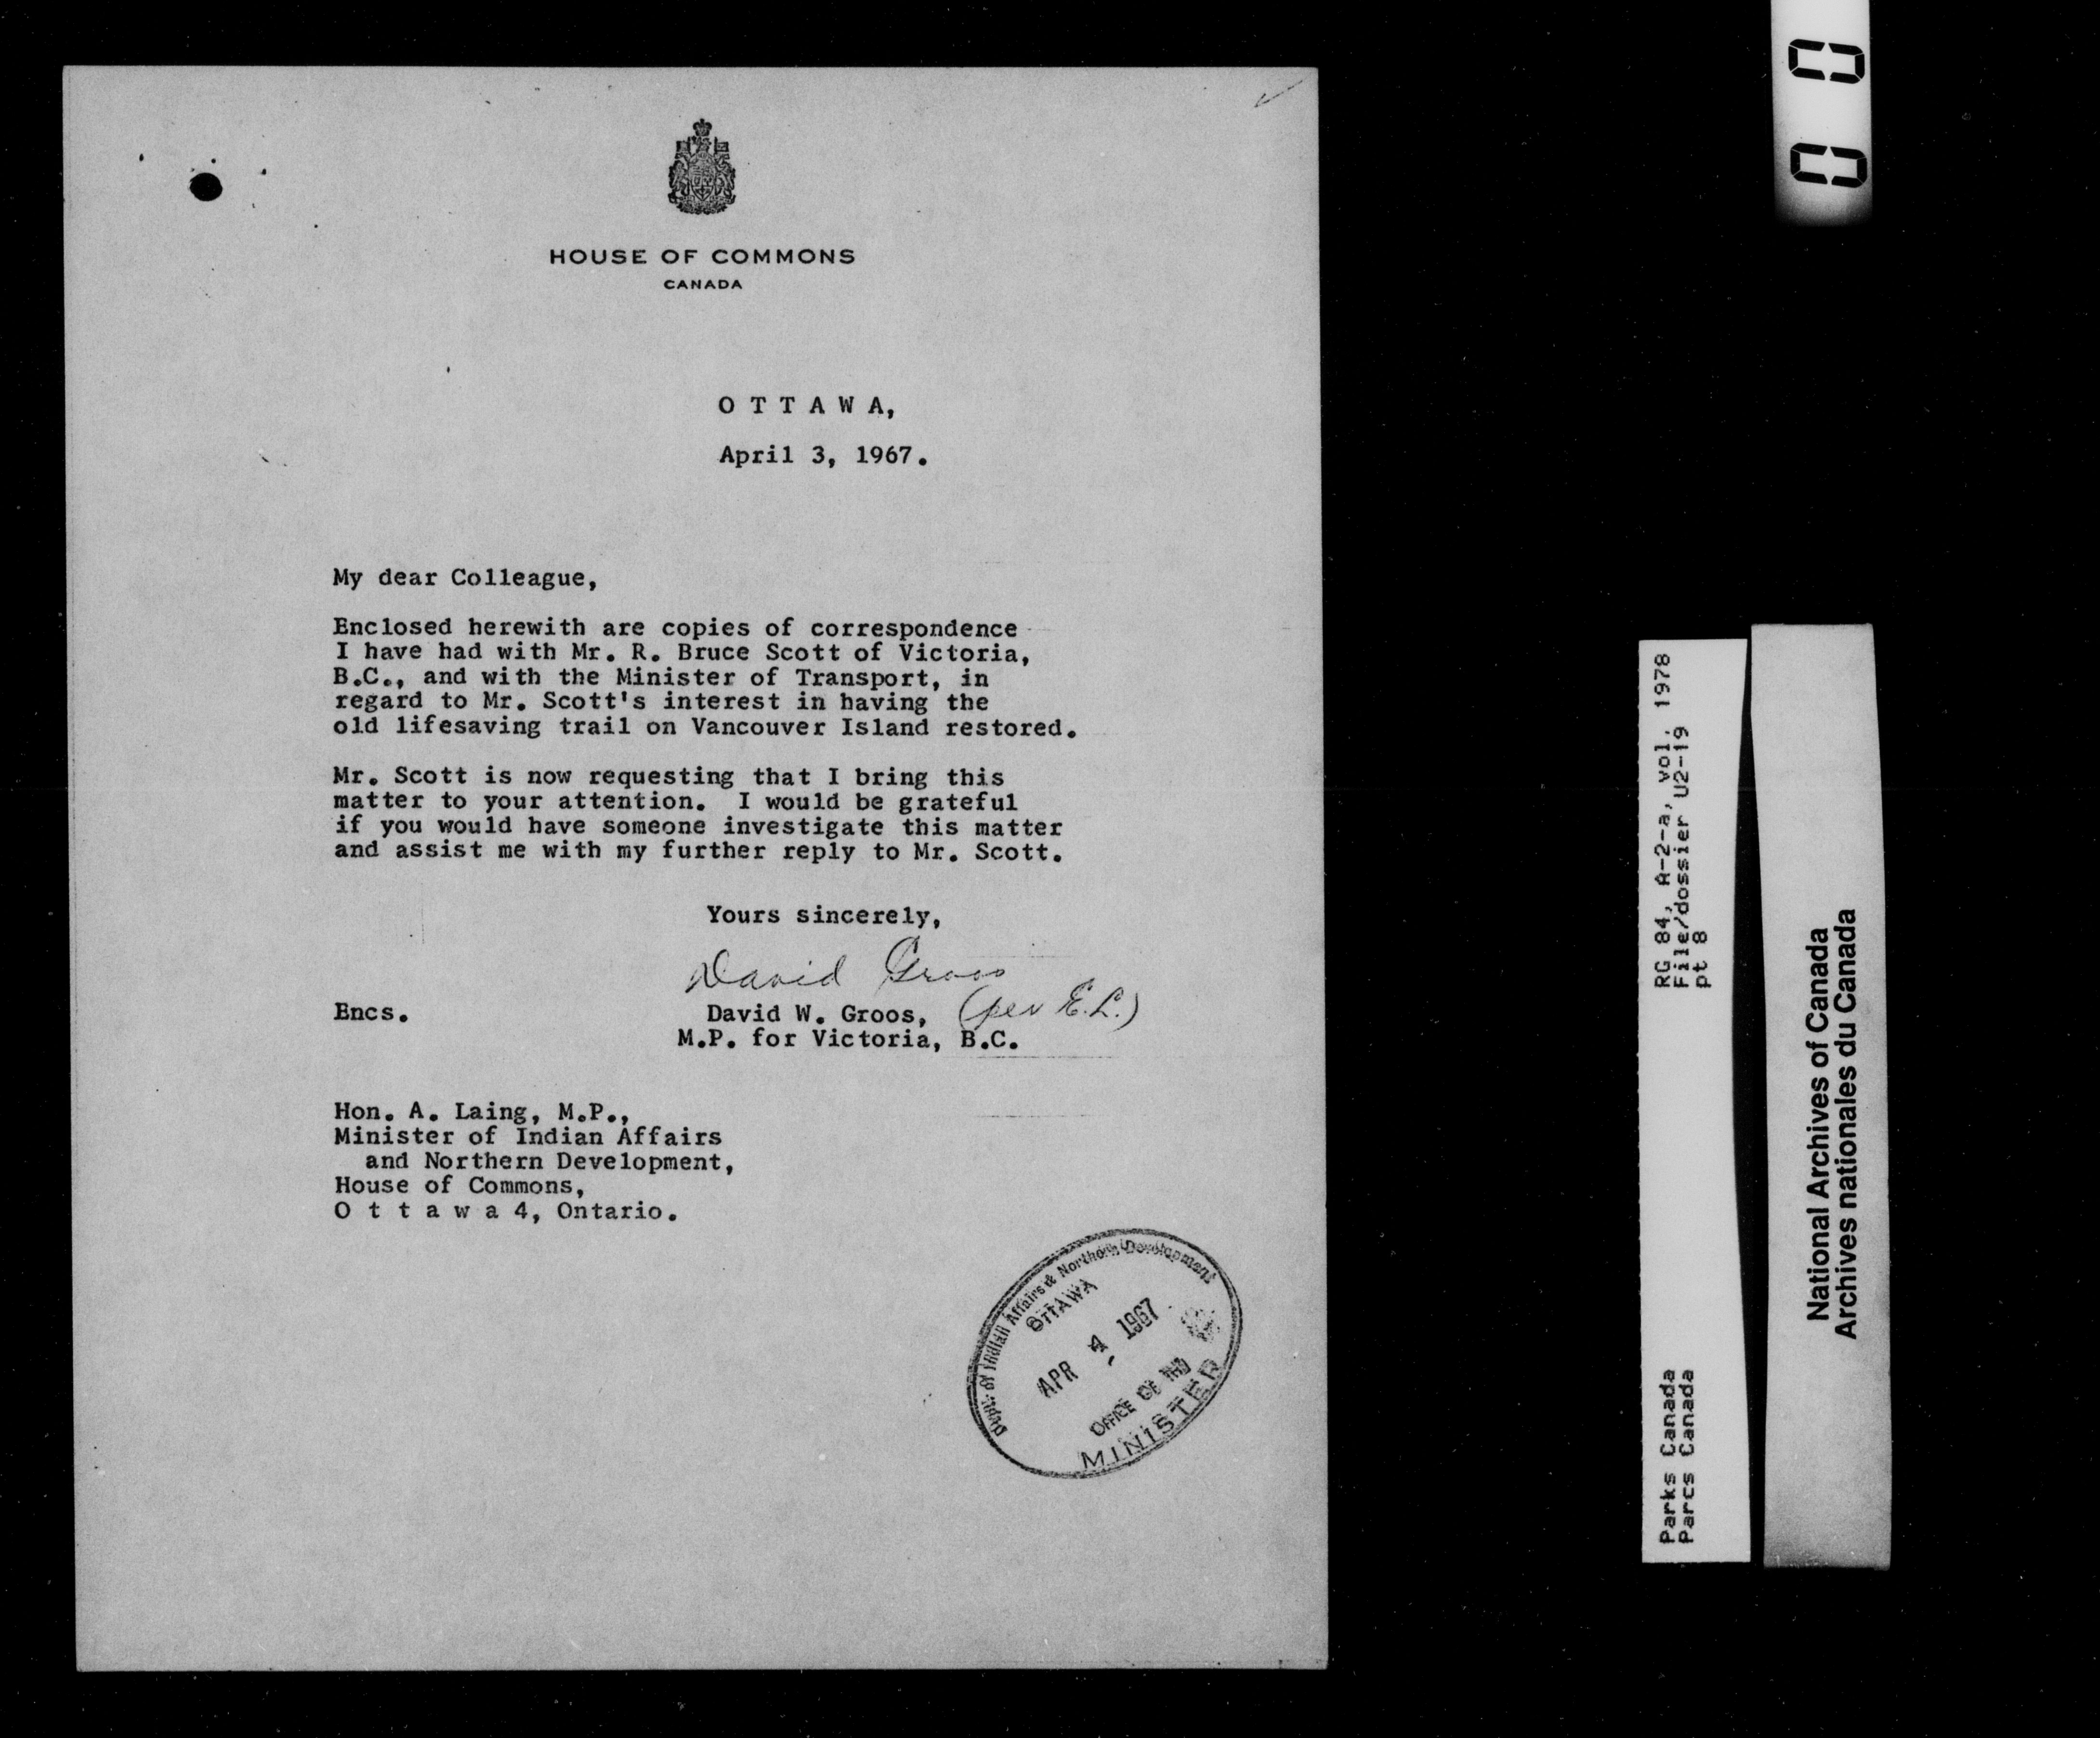 HOUSE OF COMMONS
CANADA
O T T A W A,
April 3, 1967.
My dear Colleague,
Enclosed herewith are copies of correspondence
I have had with Mr. R. Bruce Scott of Victoria,
B.C., and with the Minister of Transport, in
regard to Mr. Scott's interest in having the
old lifesaving trail on Vancouver Island restored.
Mr. Scott is now requesting that I bring this
matter to your attention. I would be grateful
if you would have someone investigate this matter
and assist me with my further reply to Mr. Scott.
Yours sincerely,
David Groos
Encs.
David W. Groos, (per E.L.)
M.P. for Victoria, B.C.
Hon. A. Laing, M.P.,
Minister of Indian Affairs
and Northern Development,
House of Commons,
O t t a w a 4, Ontario.
Dept. of Indian Affairs & Northern Development
OTTAWA
APR 4 1967
OFFICE OF THE
MINISTER
00
RG 84, A-2-a, vol. 1978
File/dossier U2-19
pt 8
Parks Canada
Parcs Canada
National Archives of Canada
Archives nationales du Canada